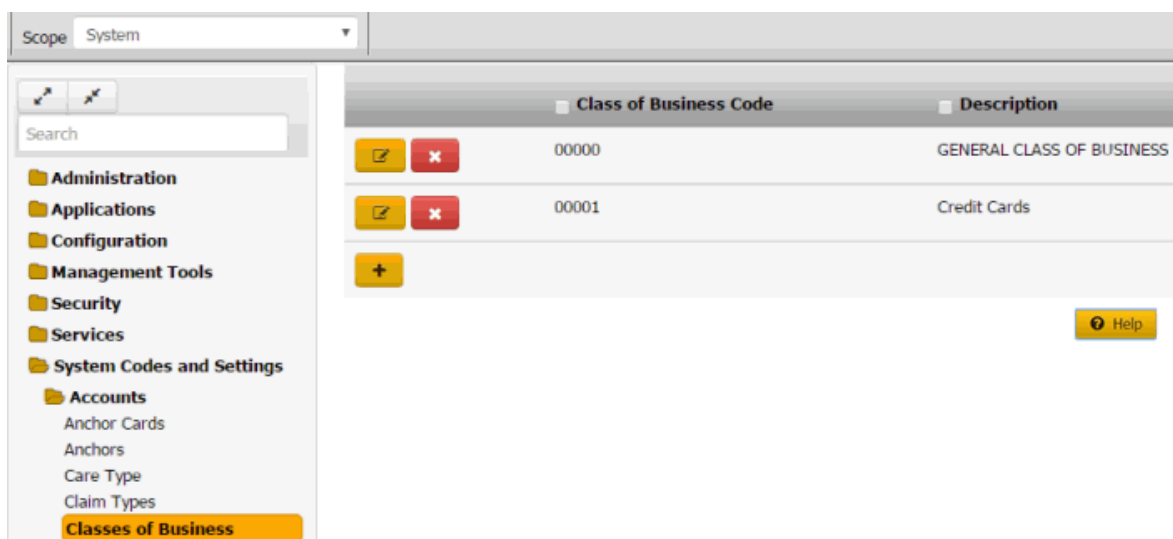 Scope System
Search
Administration
Applications
Configuration
Management Tools
Security
Services
System Codes and Settings
Accounts
Anchor Cards
Anchors
Care Type
Claim Types
Classes of Business
Class of Business Code Description
00000 GENERAL CLASS OF BUSINESS
00001 Credit Cards
Help